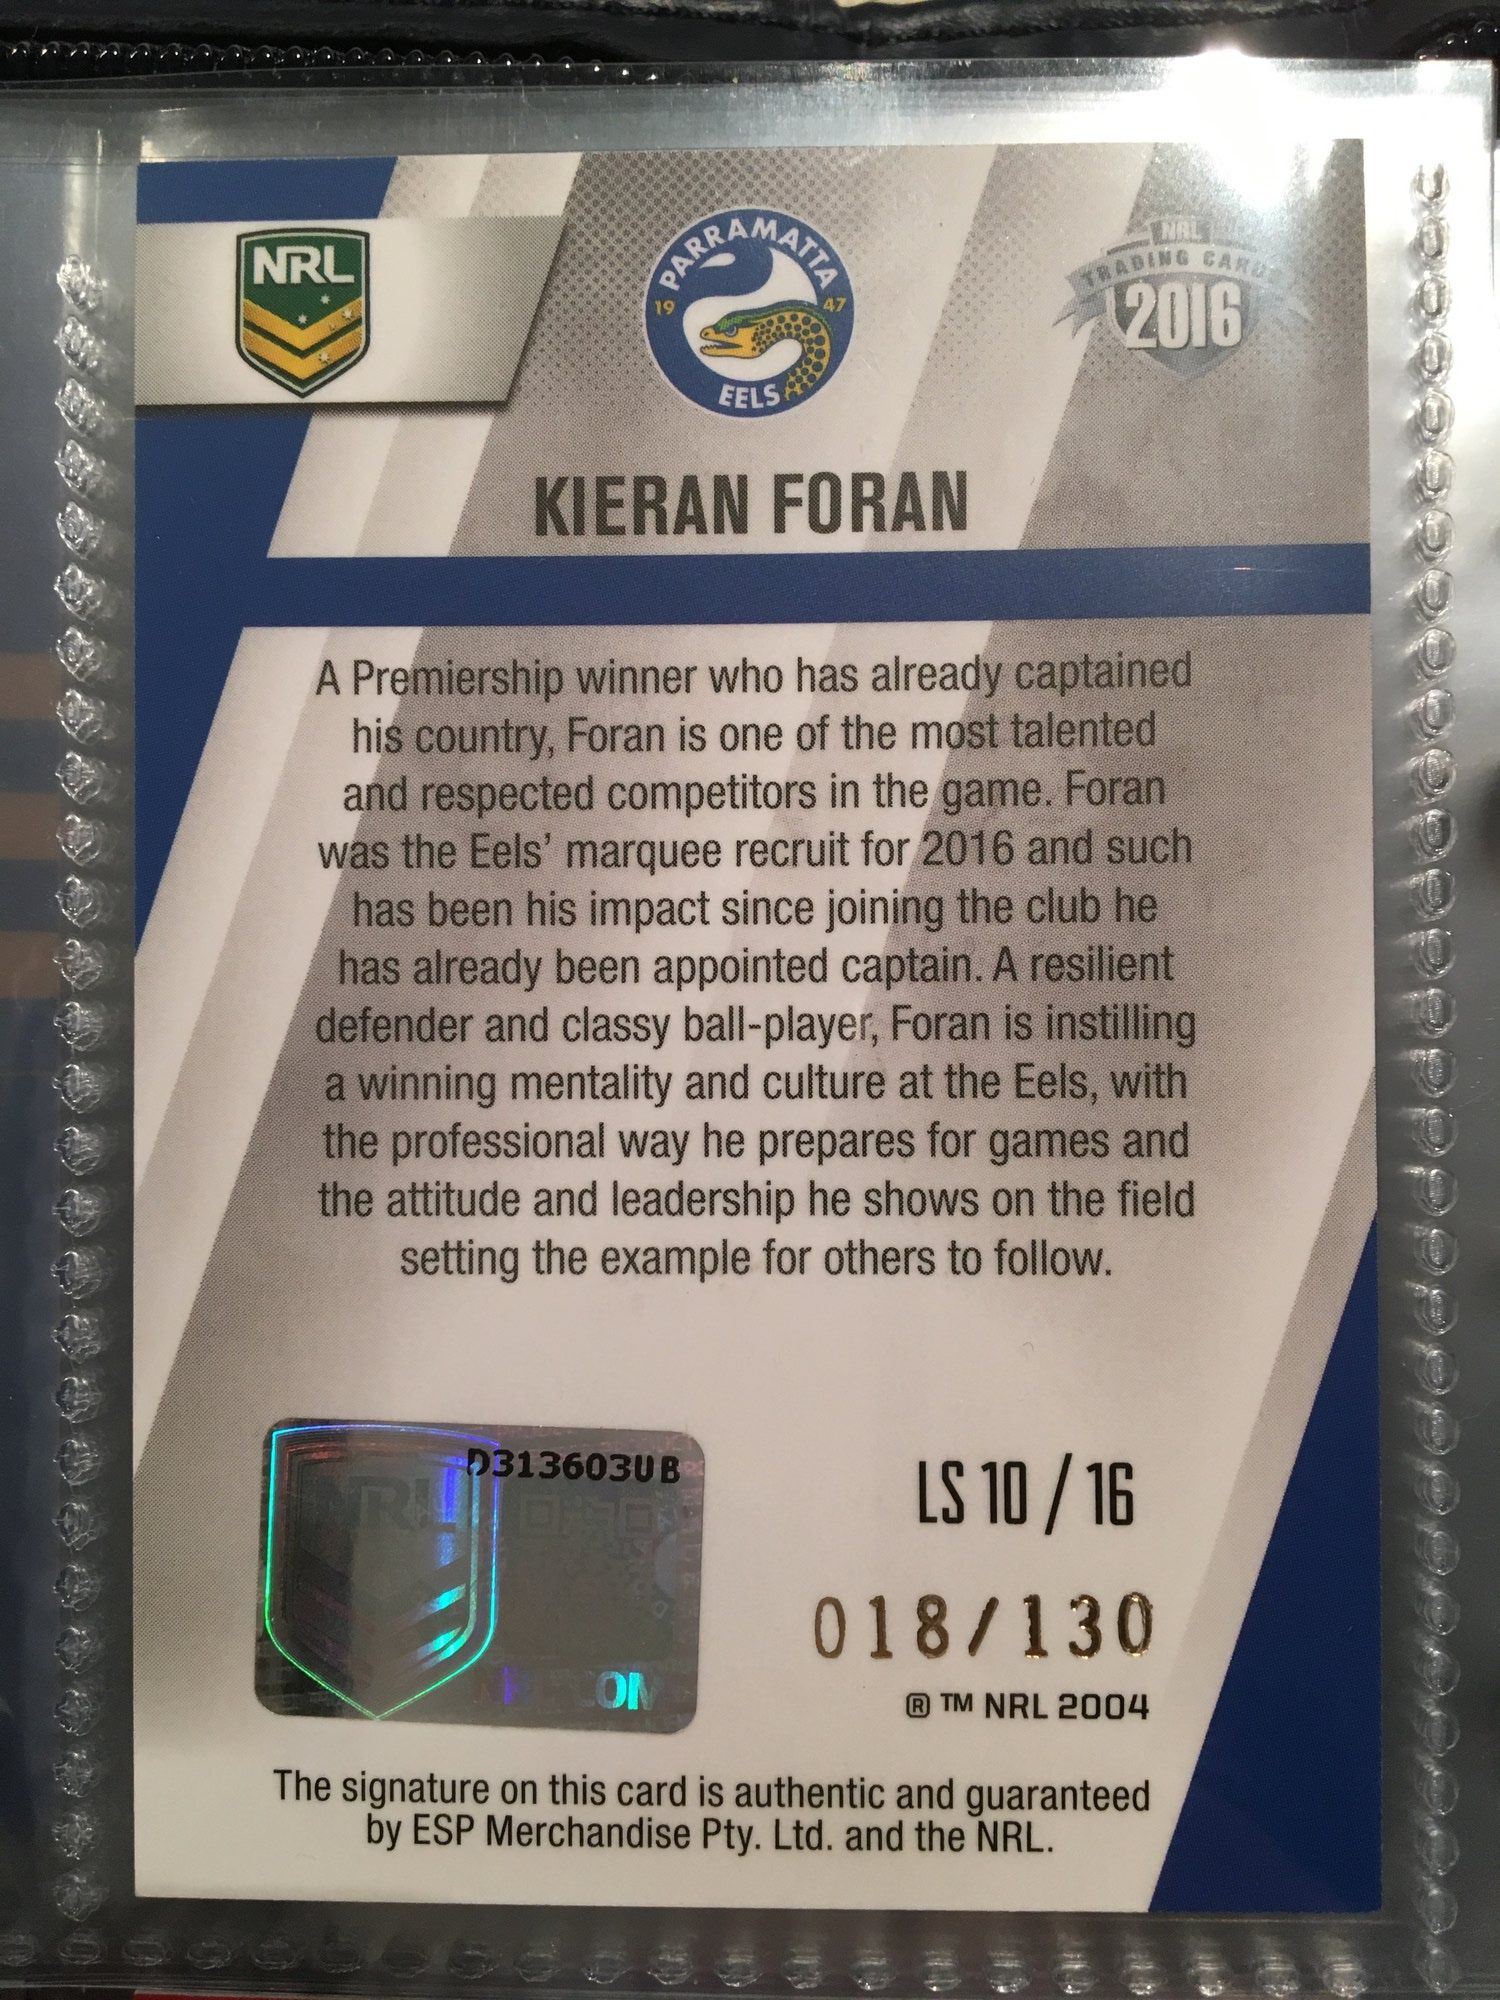 NRL
PARRAMATTA
19 47
EELS
NRL
TRADING CARDS
2016
KIERAN FORAN
A Premiership winner who has already captained
his country, Foran is one of the most talented
and respected competitors in the game. Foran
was the Eels’ marquee recruit for 2016 and such
has been his impact since joining the club he
has already been appointed captain. A resilient
defender and classy ball-player, Foran is instilling
a winning mentality and culture at the Eels, with
the professional way he prepares for games and
the attitude and leadership he shows on the field
setting the example for others to follow.
D313603UB
NRL
LS 10 / 16
018/130
® ™ NRL 2004
The signature on this card is authentic and guaranteed
by ESP Merchandise Pty. Ltd. and the NRL.